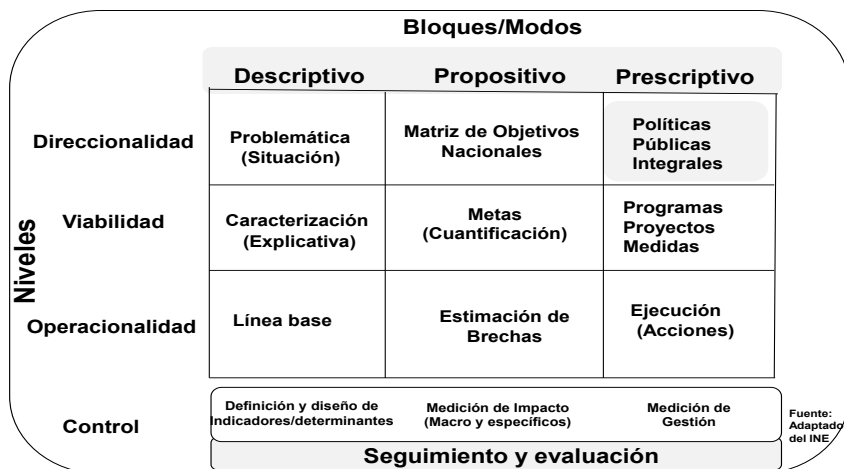 Bloques/Modos
Descriptivo Propositivo Prescriptivo
Niveles
Direccionalidad
Problemática
(Situación)
Matriz de Objetivos
Nacionales
Políticas
Públicas
Integrales
Viabilidad
Caracterización
(Explicativa)
Metas
(Cuantificación)
Programas
Proyectos
Medidas
Operacionalidad
Línea base
Estimación de
Brechas
Ejecución
(Acciones)
Control
Definición y diseño de
Indicadores/determinantes
Medición de Impacto
(Macro y específicos)
Medición de
Gestión
Seguimiento y evaluación
Fuente:
Adaptado
del INE